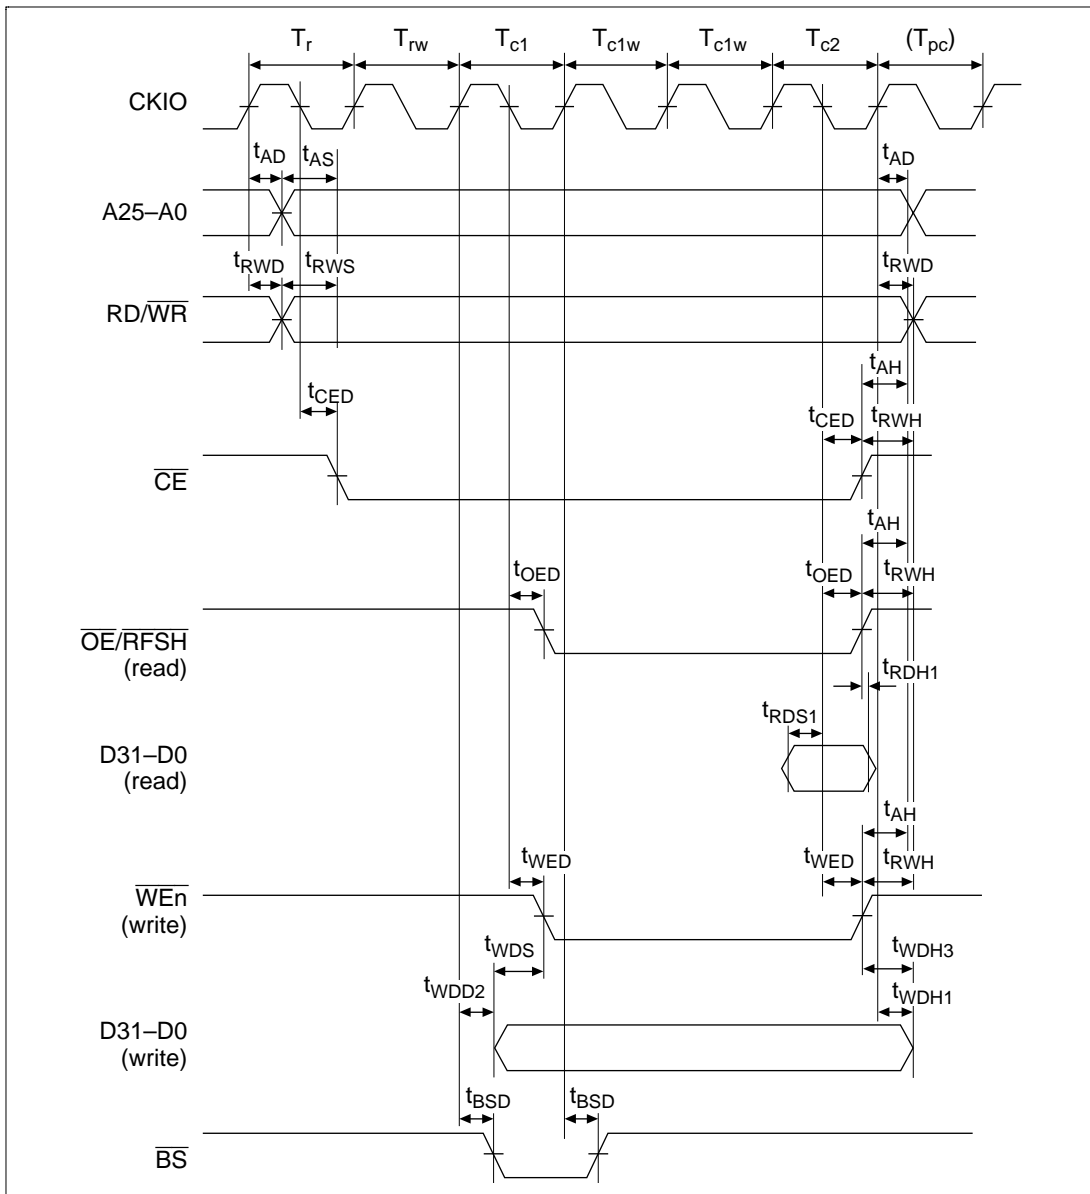 Tr Trw Tc1 Tc1w Tc1w Tc2 (Tpc)
CKIO
tAD tAS tAD
A25–A0
tRWD tRWS tRWD
RD/WR
tAH
tCED tCED tRWH
CE
tAH
tOED tOED tRWH
OE/RFSH
(read)
tRDH1
tRDS1
D31–D0
(read)
tAH
tWED tWED tRWH
WEn
(write)
tWDS tWDH3
tWDD2 tWDH1
D31–D0
(write)
tBSD tBSD
BS